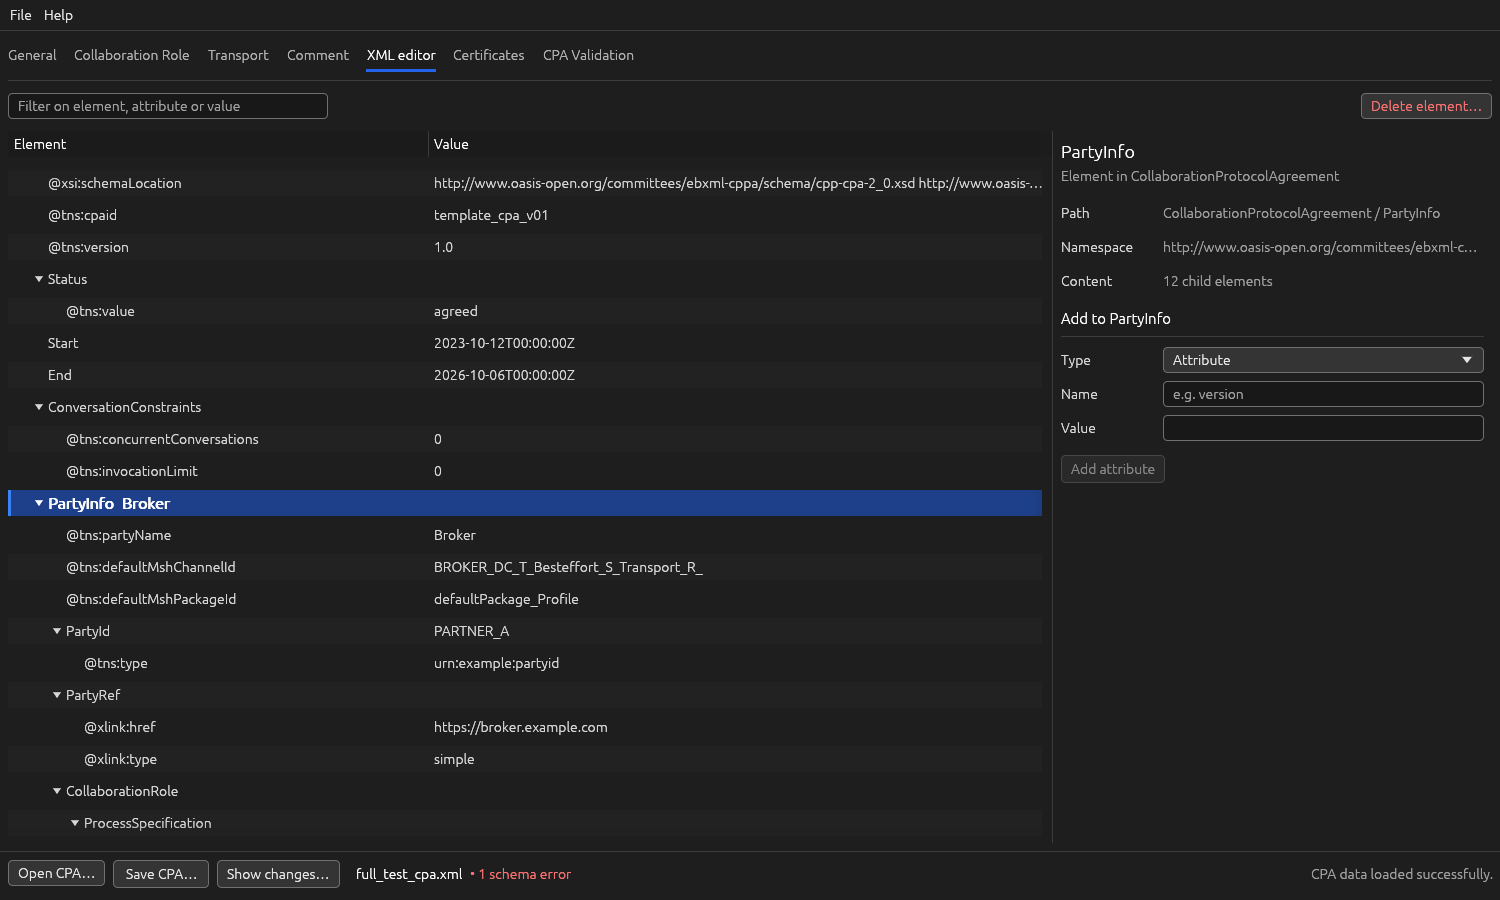 File Help
General Collaboration Role Transport Comment XML editor Certificates CPA Validation
Filter on element, attribute or value
Delete element...
Element Value
@xsi:schemaLocation http://www.oasis-open.org/committees/ebxml-cppa/schema/cpp-cpa-2_0.xsd http://www.oasis-...
@tns:cpaid template_cpa_v01
@tns:version 1.0
Status
@tns:value agreed
Start 2023-10-12T00:00:00Z
End 2026-10-06T00:00:00Z
ConversationConstraints
@tns:concurrentConversations 0
@tns:invocationLimit 0
PartyInfo Broker
@tns:partyName Broker
@tns:defaultMshChannelId BROKER_DC_T_Besteffort_S_Transport_R_
@tns:defaultMshPackageId defaultPackage_Profile
PartyId PARTNER_A
@tns:type urn:example:partyid
PartyRef
@xlink:href https://broker.example.com
@xlink:type simple
CollaborationRole
ProcessSpecification
PartyInfo
Element in CollaborationProtocolAgreement
Path CollaborationProtocolAgreement / PartyInfo
Namespace http://www.oasis-open.org/committees/ebxml-c...
Content 12 child elements
Add to PartyInfo
Type Attribute
Name e.g. version
Value
Add attribute
Open CPA... Save CPA... Show changes... full_test_cpa.xml • 1 schema error CPA data loaded successfully.